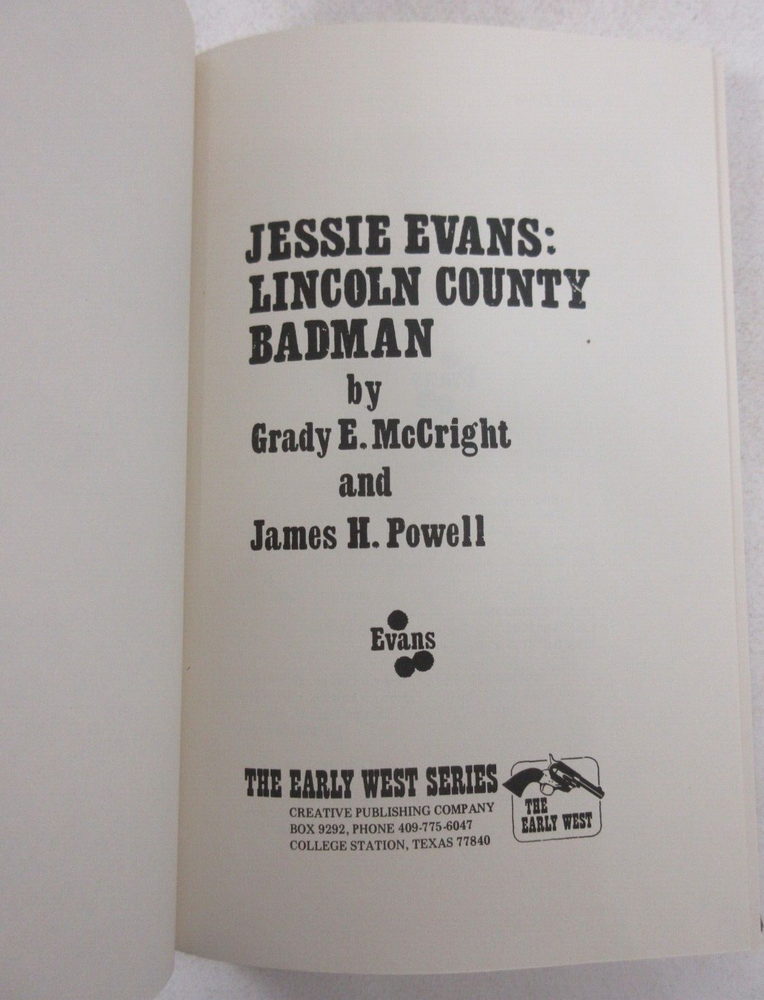 JESSIE EVANS:
LINCOLN COUNTY
BADMAN
by
Grady E. McCright
and
James H. Powell
Evans
THE EARLY WEST SERIES
CREATIVE PUBLISHING COMPANY
BOX 9292, PHONE 409-775-6047
COLLEGE STATION, TEXAS 77840
THE
EARLY WEST